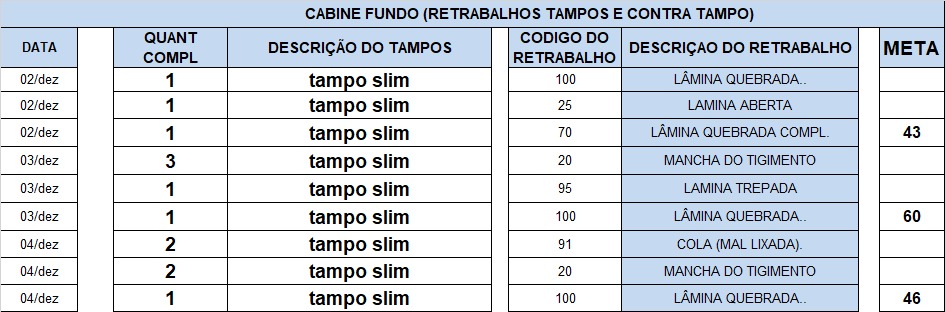 CABINE FUNDO (RETRABALHOS TAMPOS E CONTRA TAMPO)
DATA QUANT COMPL DESCRIÇÃO DO TAMPOS CODIGO DO RETRABALHO DESCRIÇAO DO RETRABALHO META
02/dez 1 tampo slim 100 LÂMINA QUEBRADA..
02/dez 1 tampo slim 25 LAMINA ABERTA
02/dez 1 tampo slim 70 LÂMINA QUEBRADA COMPL. 43
03/dez 3 tampo slim 20 MANCHA DO TIGIMENTO
03/dez 1 tampo slim 95 LAMINA TREPADA
03/dez 1 tampo slim 100 LÂMINA QUEBRADA.. 60
04/dez 2 tampo slim 91 COLA (MAL LIXADA).
04/dez 2 tampo slim 20 MANCHA DO TIGIMENTO
04/dez 1 tampo slim 100 LÂMINA QUEBRADA.. 46